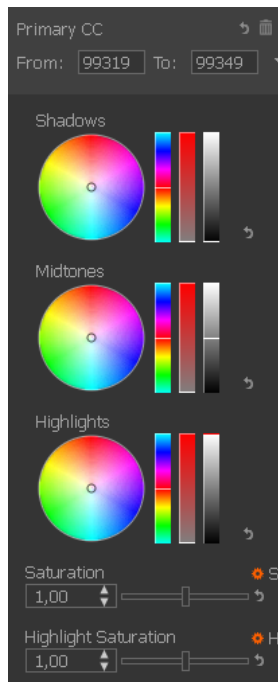 Primary CC
From: 99319 To: 99349
Shadows
Midtones
Highlights
Saturation S
1,00
Highlight Saturation H
1,00